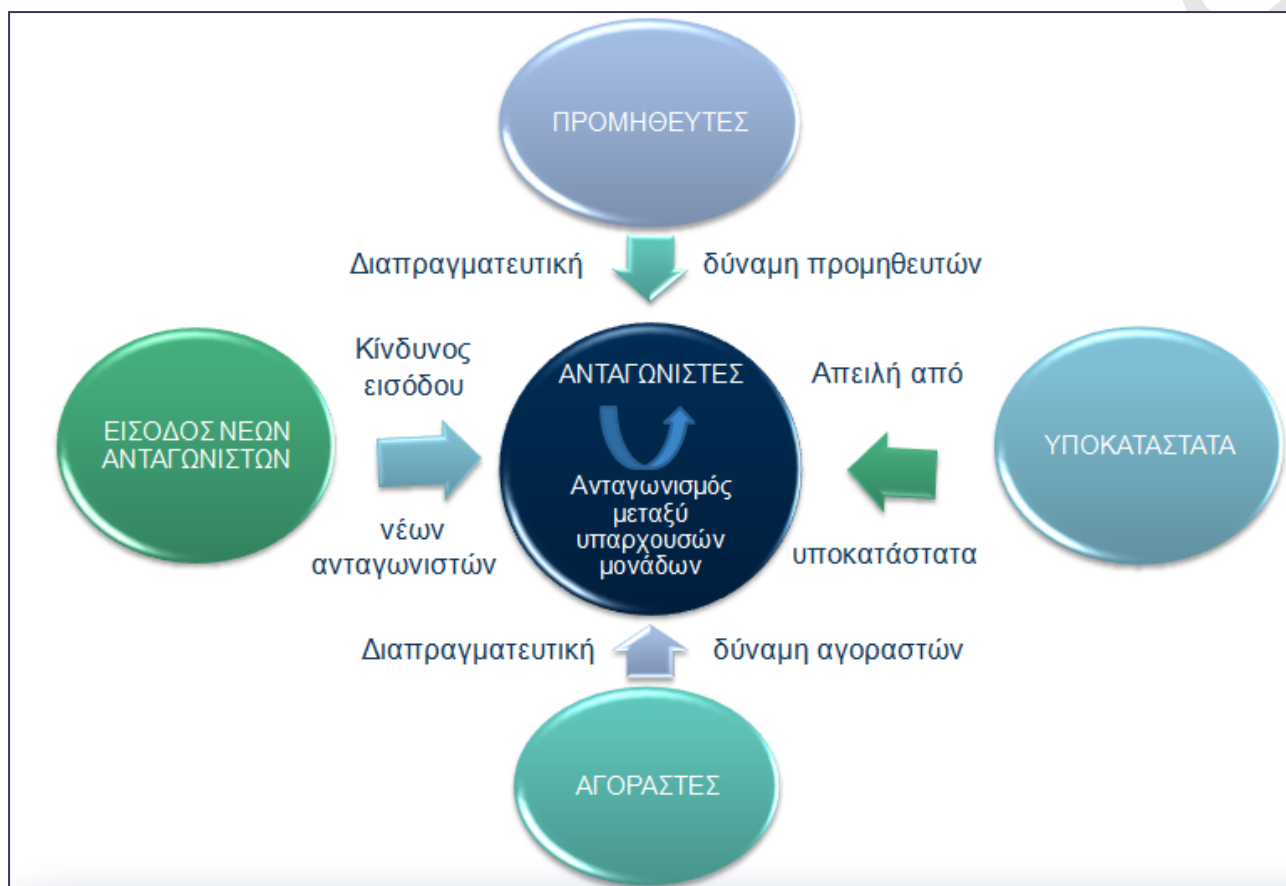 ΠΡΟΜΗΘΕΥΤΕΣ
Διαπραγματευτική δύναμη προμηθευτών
ΕΙΣΟΔΟΣ ΝΕΩΝ
ΑΝΤΑΓΩΝΙΣΤΩΝ
Κίνδυνος
εισόδου
νέων
ανταγωνιστών
ΑΝΤΑΓΩΝΙΣΤΕΣ
Ανταγωνισμός
μεταξύ
υπαρχουσών
μονάδων
Απειλή από
υποκατάστατα
ΥΠΟΚΑΤΑΣΤΑΤΑ
Διαπραγματευτική δύναμη αγοραστών
ΑΓΟΡΑΣΤΕΣ